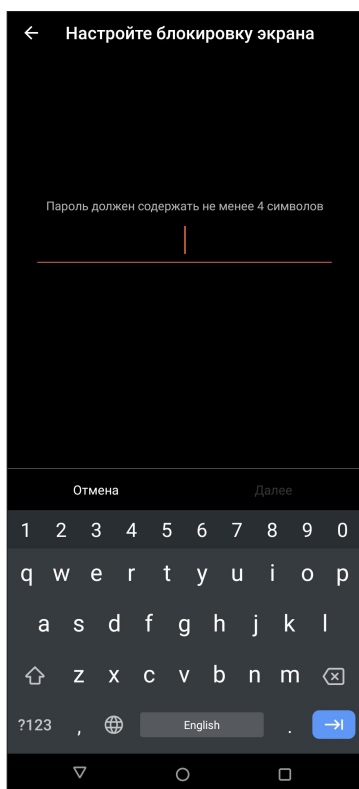 Настройте блокировку экрана
Пароль должен содержать не менее 4 символов
Отмена Далее
1 2 3 4 5 6 7 8 9 0
q w e r t y u i o p
a s d f g h j k l
z x c v b n m
?123 , English .